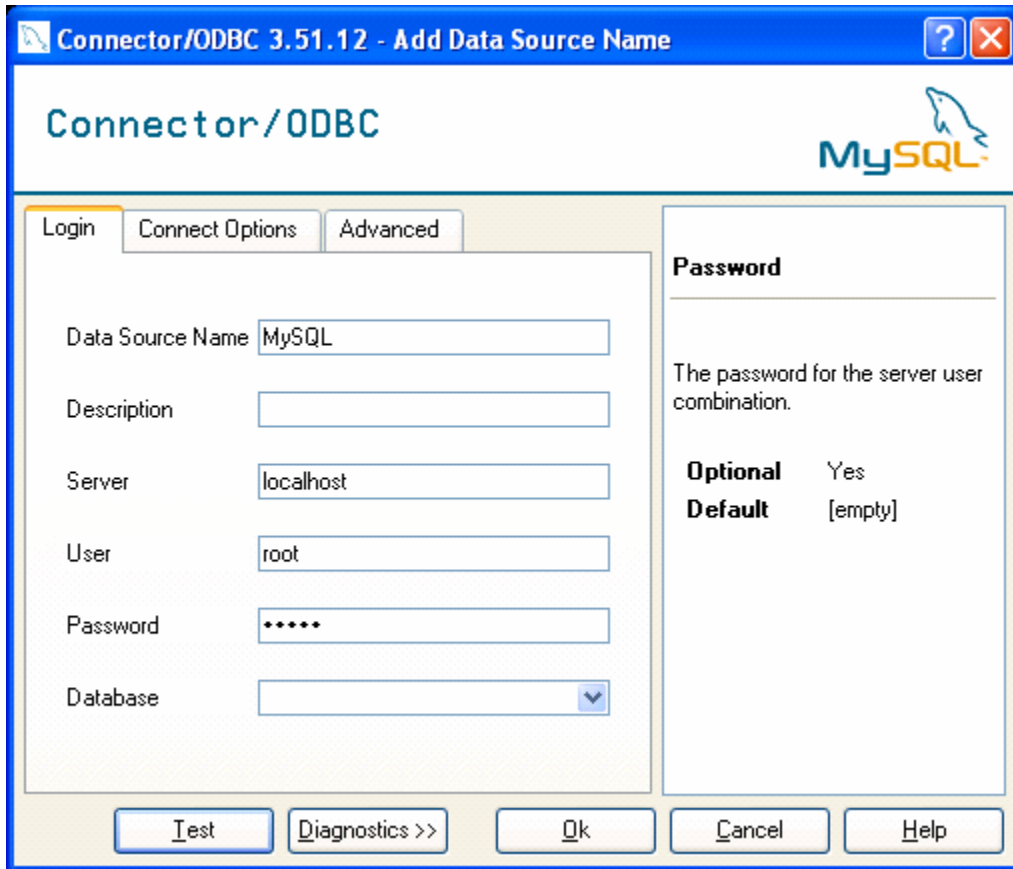 Connector/ODBC 3.51.12 - Add Data Source Name
Connector/ODBC
MySQL
Login Connect Options Advanced
Data Source Name MySQL
Description
Server localhost
User root
Password •••••
Database
Password
The password for the server user
combination.
Optional Yes
Default [empty]
Test Diagnostics >> Ok Cancel Help